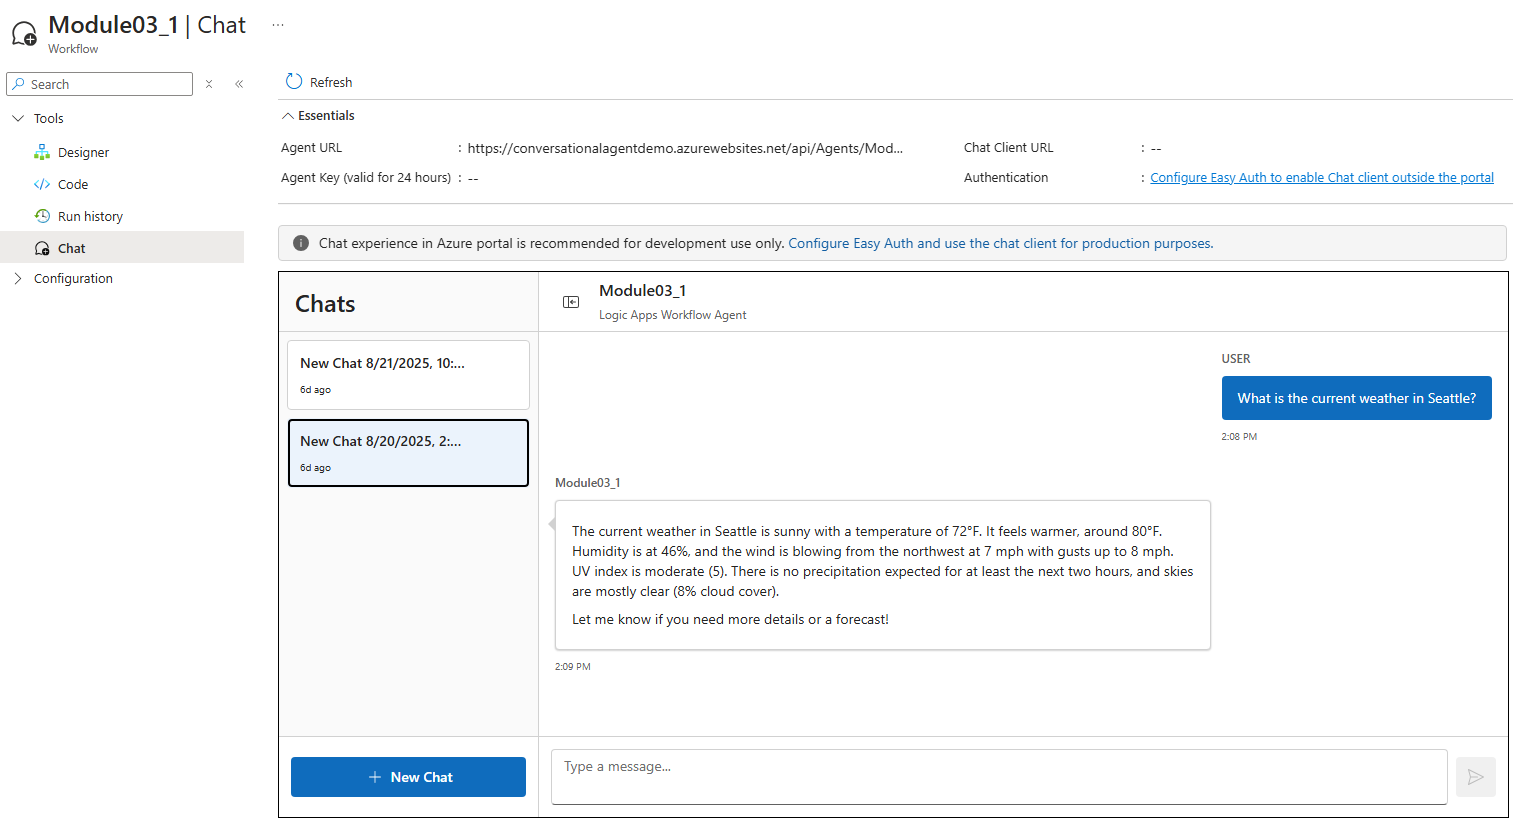 Module03_1 | Chat
...
Workflow
Search
Tools
Designer
Code
Run history
Chat
Configuration
Refresh
Essentials
Agent URL : https://conversationalagentdemo.azurewebsites.net/api/Agents/Mod...
Chat Client URL : --
Agent Key (valid for 24 hours) : --
Authentication : Configure Easy Auth to enable Chat client outside the portal
Chat experience in Azure portal is recommended for development use only. Configure Easy Auth and use the chat client for production purposes.
Chats
New Chat 8/21/2025, 10:...
6d ago
New Chat 8/20/2025, 2:...
6d ago
New Chat
Module03_1
Logic Apps Workflow Agent
USER
What is the current weather in Seattle?
2:08 PM
Module03_1
The current weather in Seattle is sunny with a temperature of 72°F. It feels warmer, around 80°F.
Humidity is at 46%, and the wind is blowing from the northwest at 7 mph with gusts up to 8 mph.
UV index is moderate (5). There is no precipitation expected for at least the next two hours, and skies
are mostly clear (8% cloud cover).
Let me know if you need more details or a forecast!
2:09 PM
Type a message...